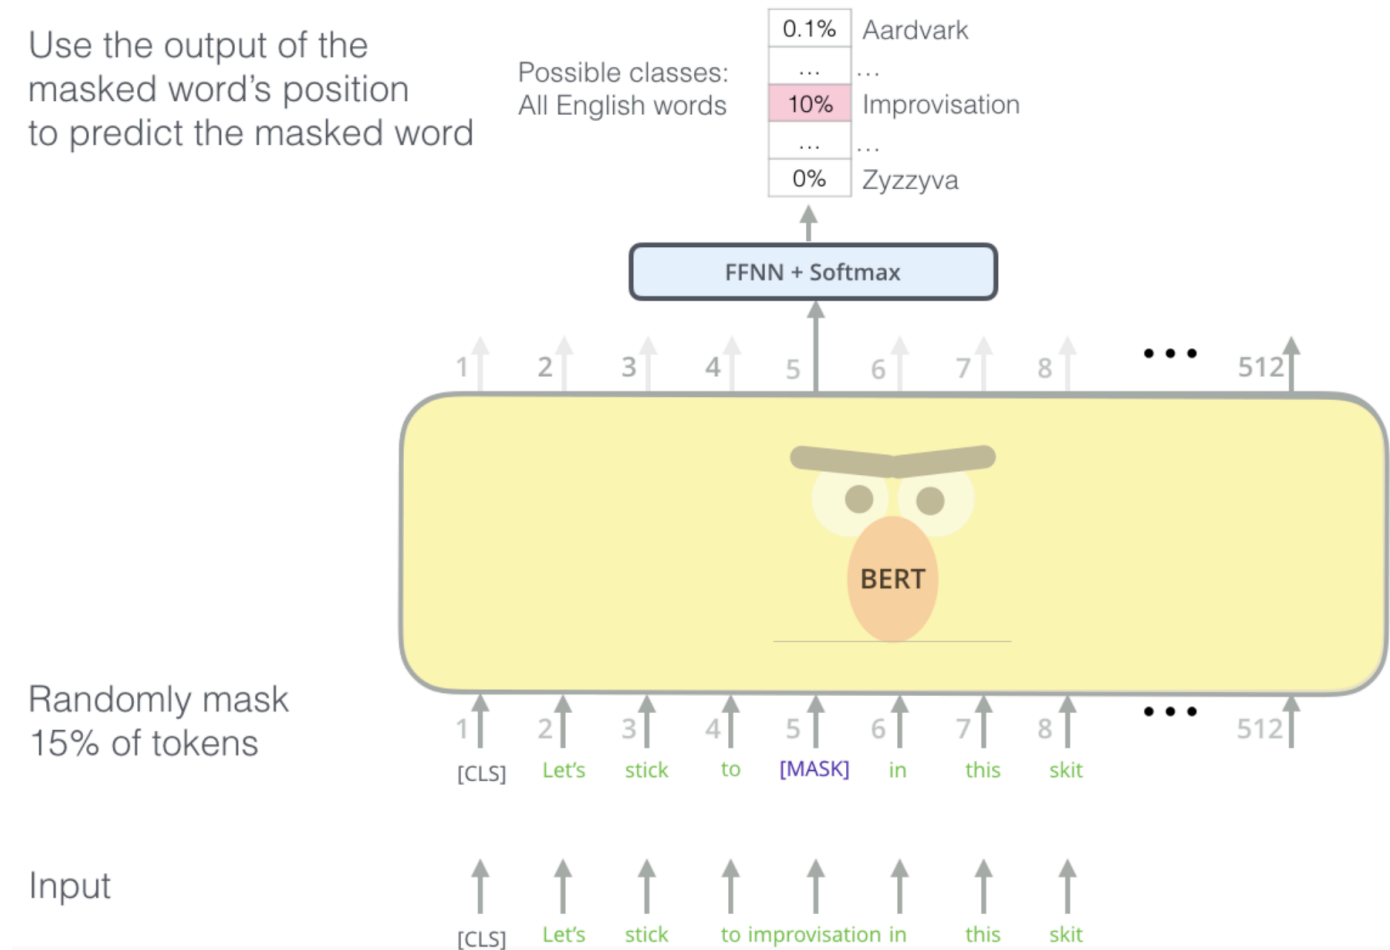 Use the output of the
masked word's position
to predict the masked word
Possible classes:
All English words
0.1% Aardvark
... ...
10% Improvisation
... ...
0% Zyzzyva
FFNN + Softmax
1 2 3 4 5 6 7 8 ••• 512
BERT
Randomly mask
15% of tokens
1 2 3 4 5 6 7 8 ••• 512
[CLS] Let's stick to [MASK] in this skit
Input
[CLS] Let's stick to improvisation in this skit